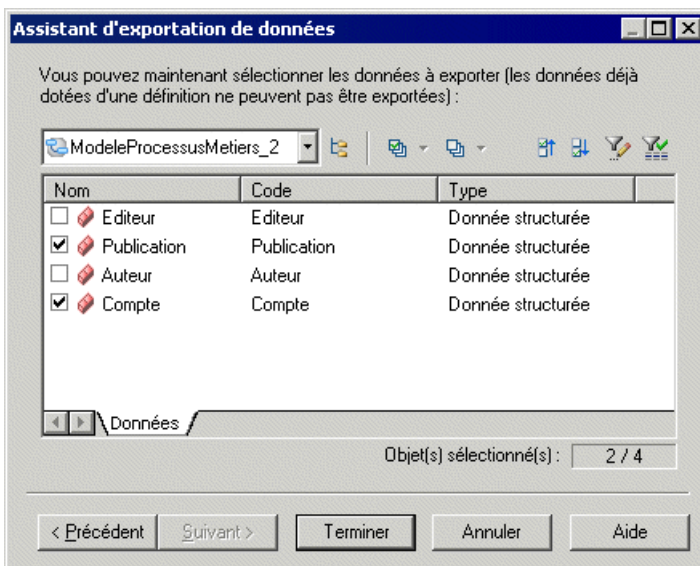 Assistant d'exportation de données
Vous pouvez maintenant sélectionner les données à exporter (les données déjà
dotées d'une définition ne peuvent pas être exportées) :
ModeleProcessusMetiers_2
Nom Code Type
Editeur Editeur Donnée structurée
Publication Publication Donnée structurée
Auteur Auteur Donnée structurée
Compte Compte Donnée structurée
Données
Objet(s) sélectionné(s) : 2 / 4
< Précédent Suivant > Terminer Annuler Aide